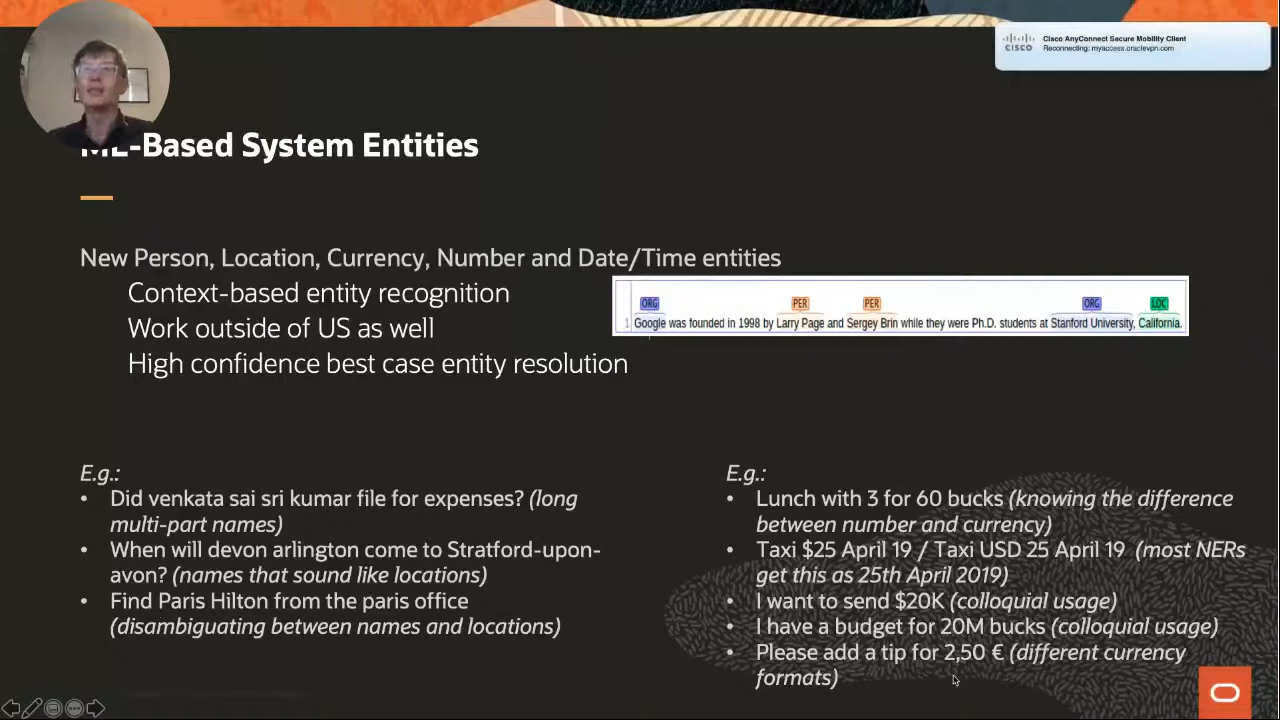 CISCO
Cisco AnyConnect Secure Mobility Client
Reconnecting: myaccess.oraclevpn.com
ML-Based System Entities
New Person, Location, Currency, Number and Date/Time entities
Context-based entity recognition
Work outside of US as well
High confidence best case entity resolution
ORG PER PER ORG LOC
1 Google was founded in 1998 by Larry Page and Sergey Brin while they were Ph.D. students at Stanford University, California.
E.g.:
• Did venkata sai sri kumar file for expenses? (long
multi-part names)
• When will devon arlington come to Stratford-upon-
avon? (names that sound like locations)
• Find Paris Hilton from the paris office
(disambiguating between names and locations)
E.g.:
• Lunch with 3 for 60 bucks (knowing the difference
between number and currency)
• Taxi $25 April 19 / Taxi USD 25 April 19 (most NERs
get this as 25th April 2019)
• I want to send $20K (colloquial usage)
• I have a budget for 20M bucks (colloquial usage)
• Please add a tip for 2,50 € (different currency
formats)